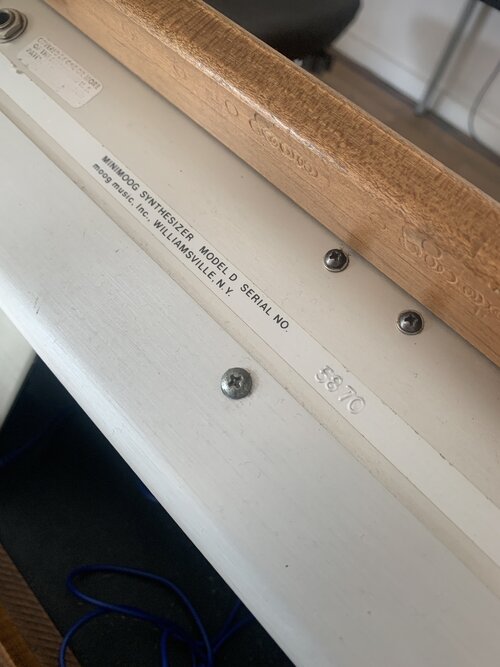 MINIMOOG SYNTHESIZER MODEL D SERIAL NO.
moog music, Inc., WILLIAMSVILLE, N.Y.
5870